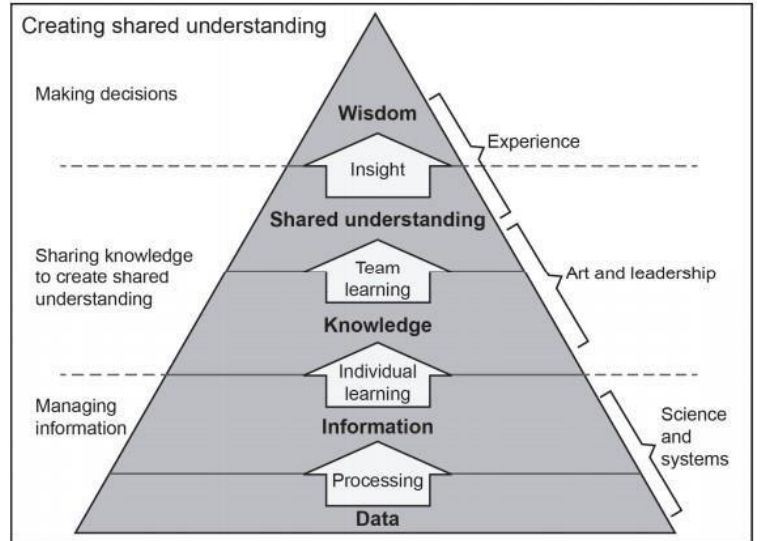 Creating shared understanding
Making decisions
Wisdom
Experience
Insight
Shared understanding
Sharing knowledge
to create shared
understanding
Team
learning
Art and leadership
Knowledge
Individual
learning
Managing
information
Information
Science
and
systems
Processing
Data